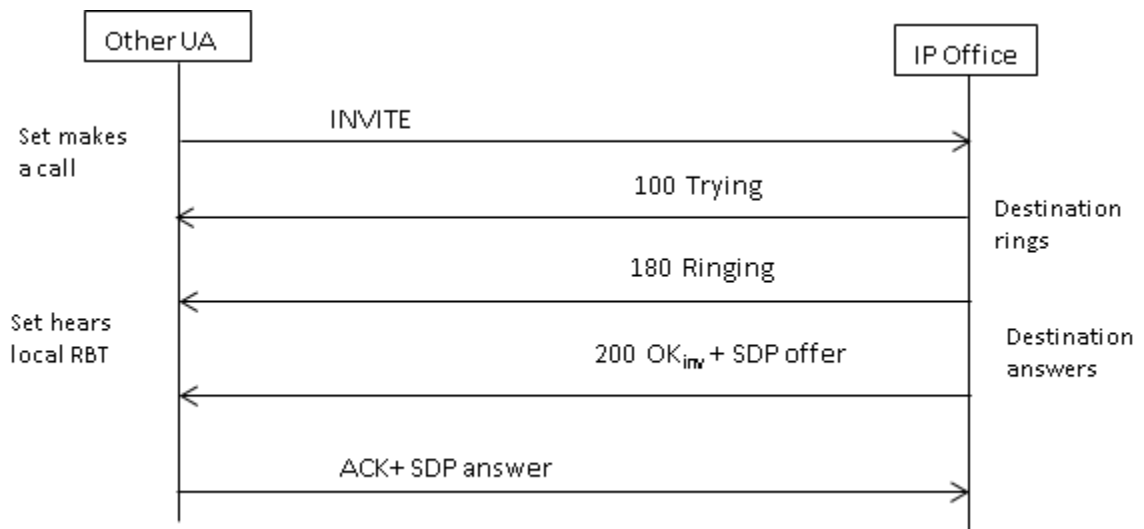 Other UA
IP Office
INVITE
Set makes
a call
100 Trying
Destination
rings
180 Ringing
Set hears
local RBT
200 OKinv + SDP offer
Destination
answers
ACK+ SDP answer